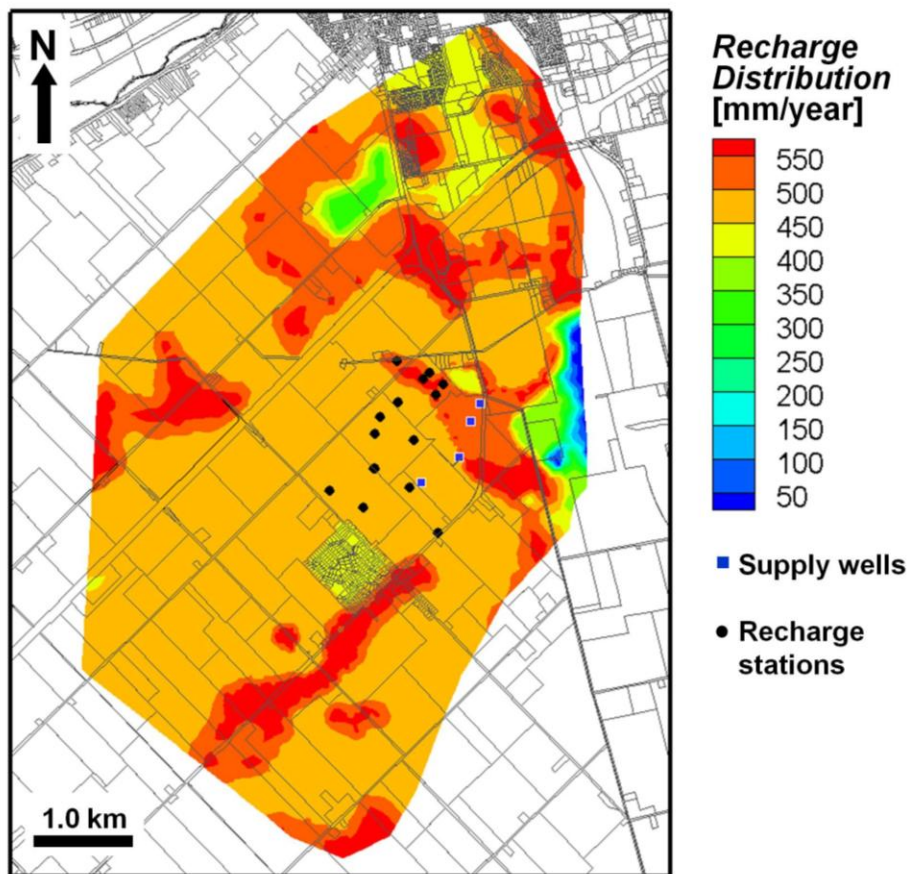 N
1.0 km
Recharge
Distribution
[mm/year]
550
500
450
400
350
300
250
200
150
100
50
Supply wells
Recharge
stations